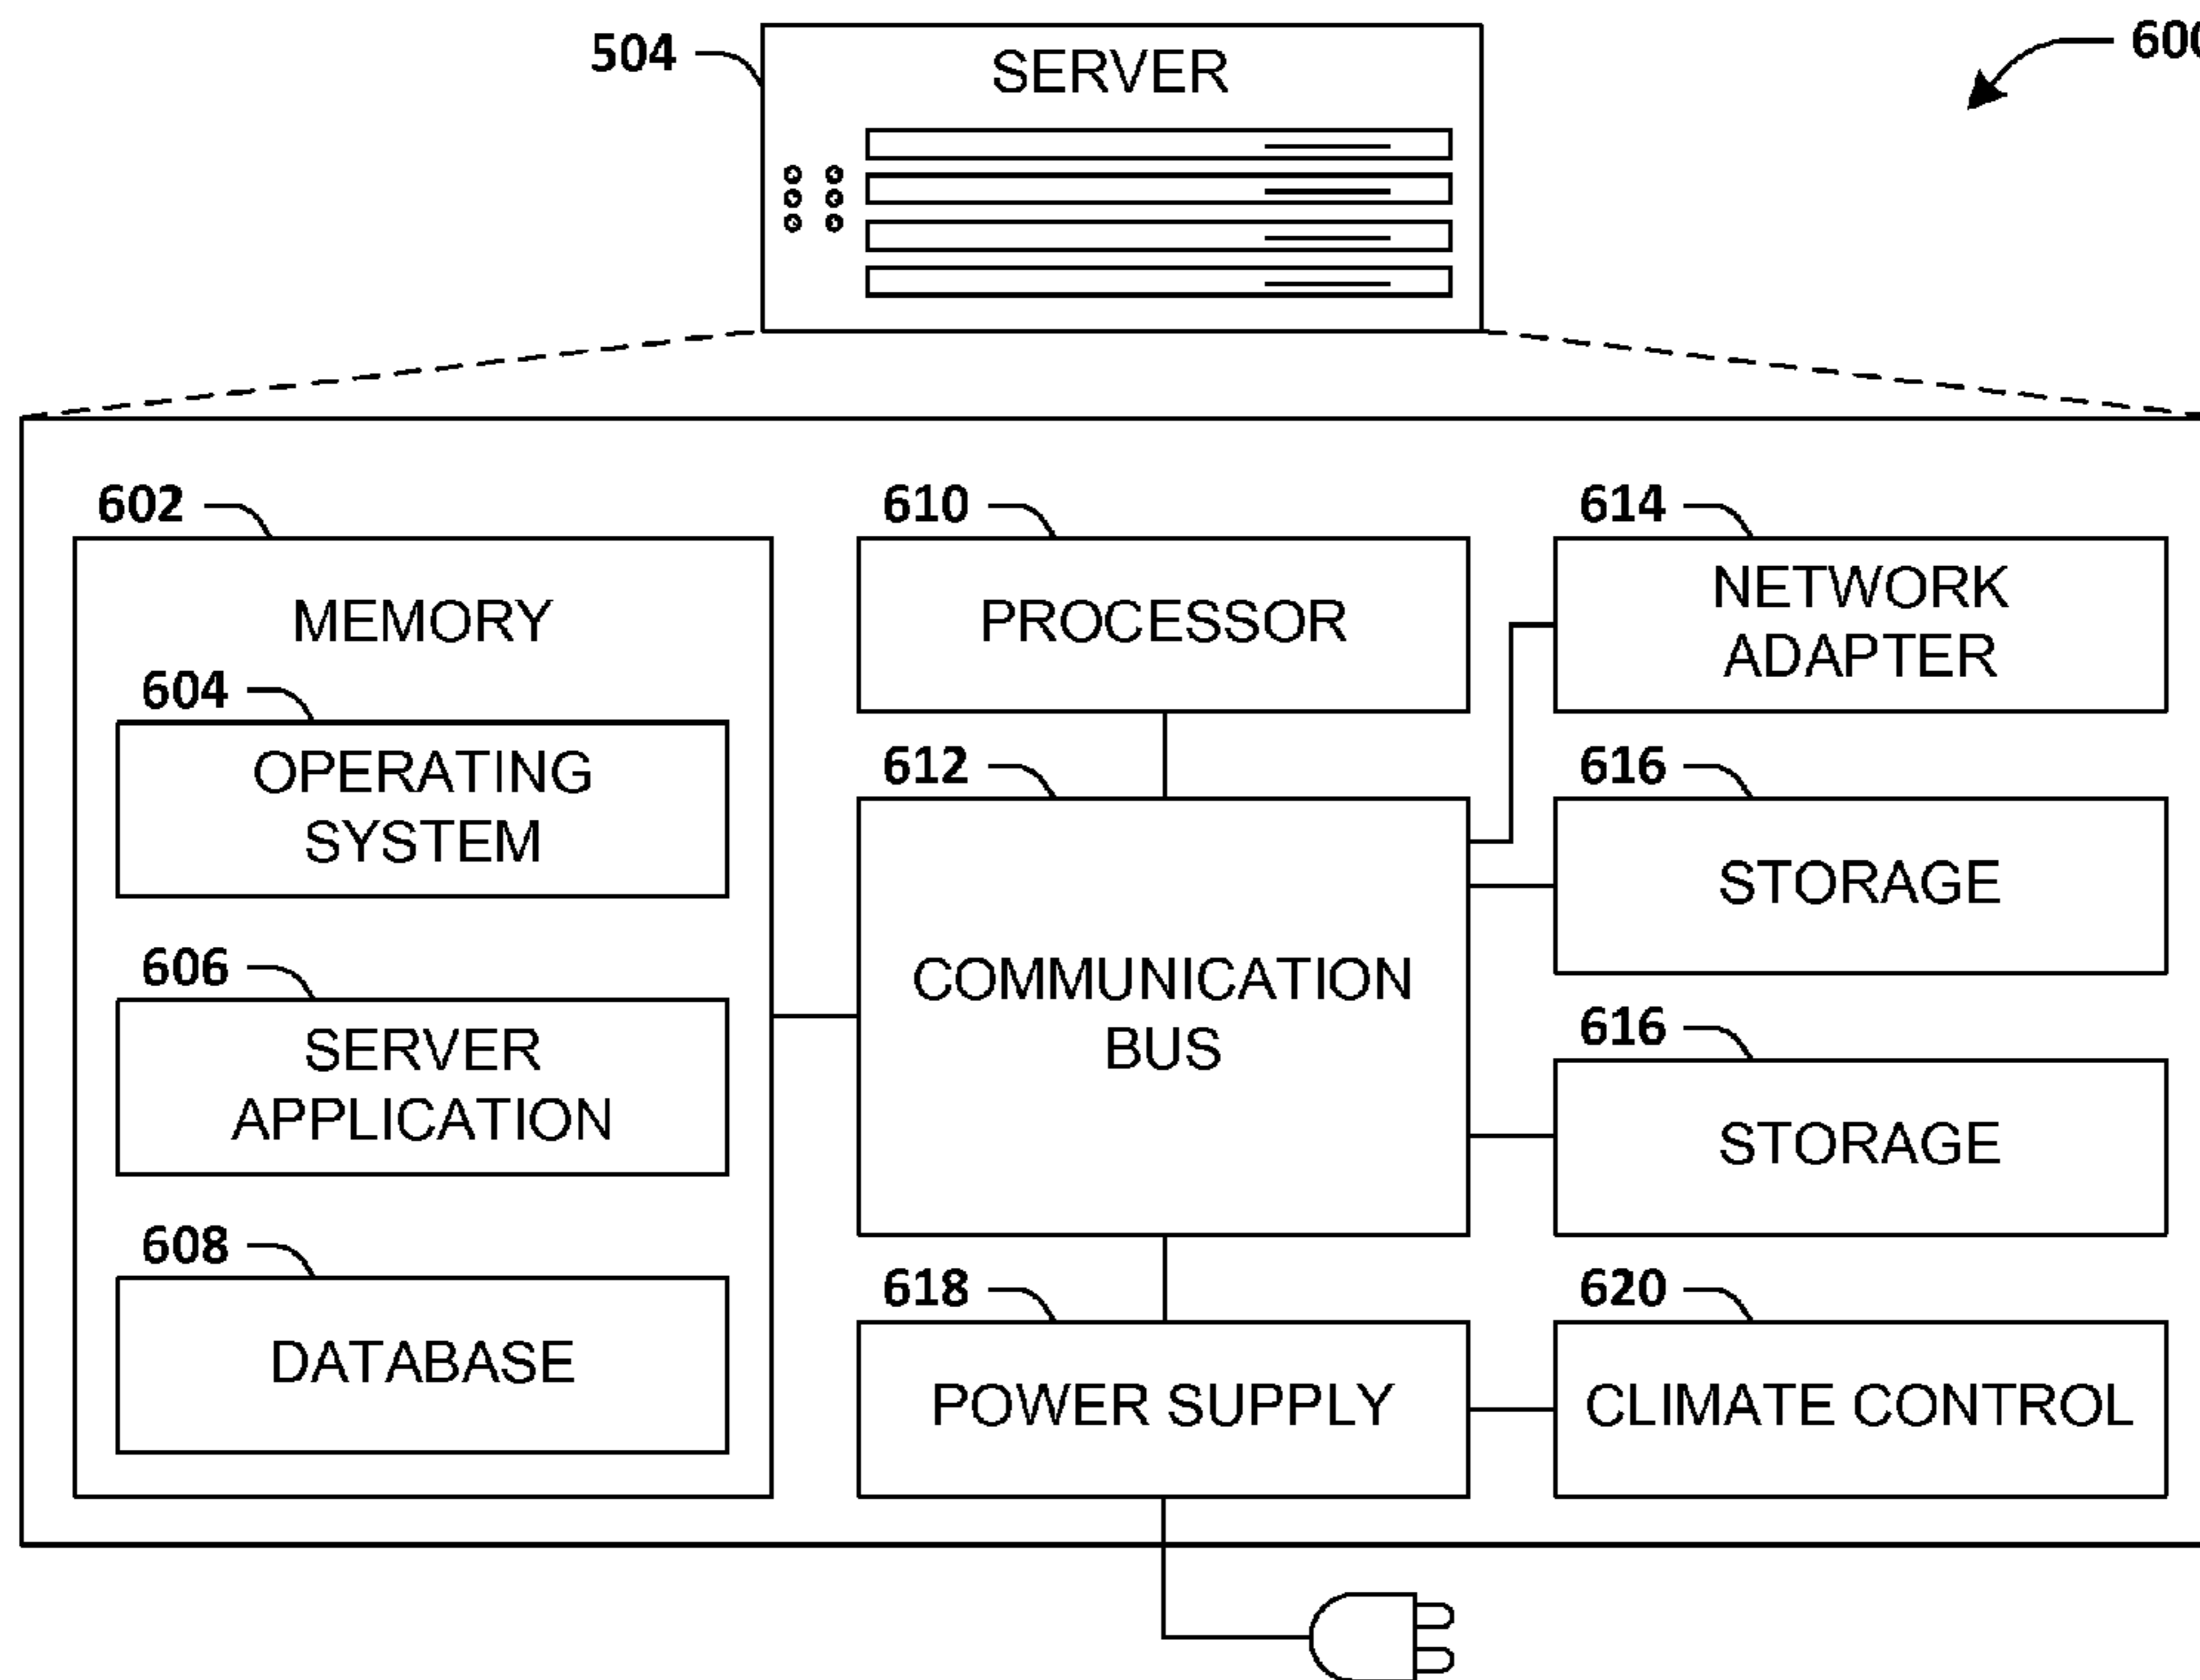 504
SERVER
600
602
MEMORY
604
OPERATING
SYSTEM
606
SERVER
APPLICATION
608
DATABASE
610
PROCESSOR
612
COMMUNICATION
BUS
614
NETWORK
ADAPTER
616
STORAGE
616
STORAGE
618
POWER SUPPLY
620
CLIMATE CONTROL